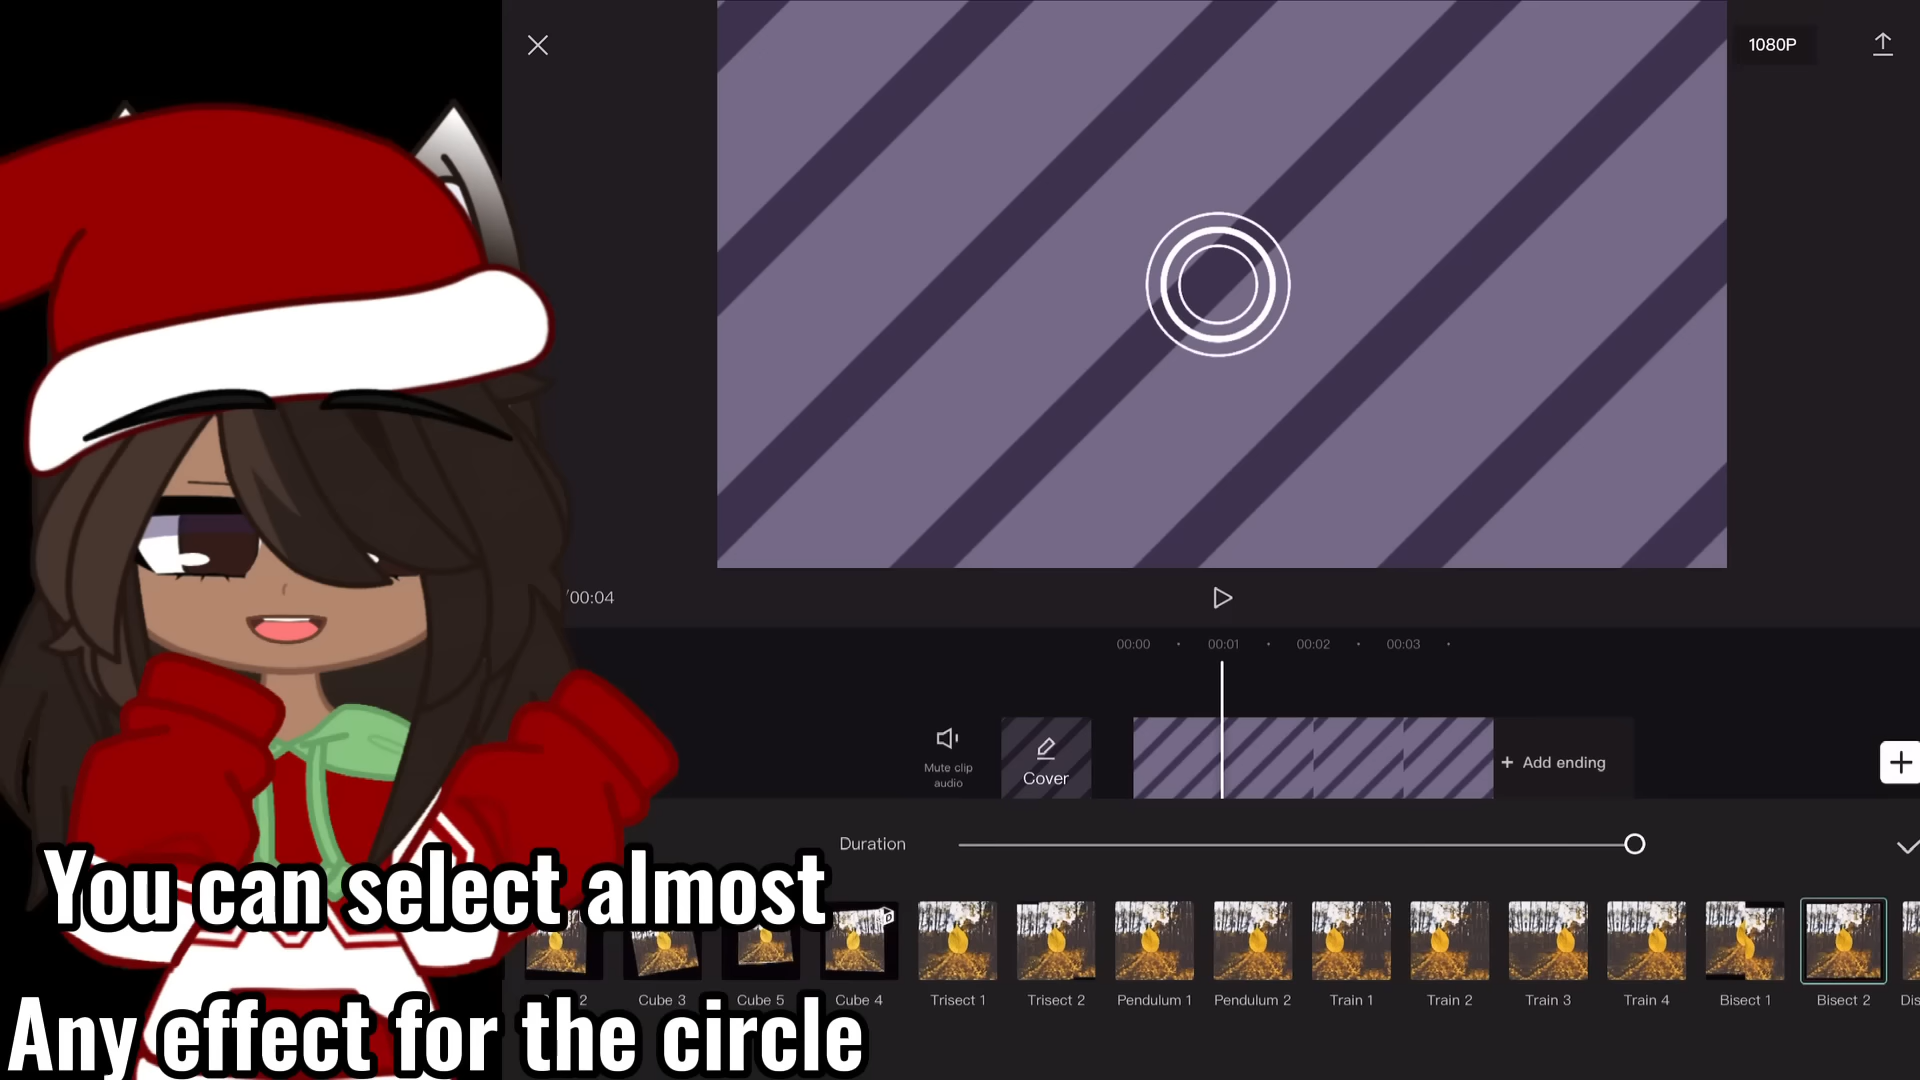 1080P
/00:04
00:00 00:01 00:02 00:03
Mute clip
audio
Cover
+ Add ending
Duration
You can select almost
2 Cube 3 Cube 5 Cube 4 Trisect 1 Trisect 2 Pendulum 1 Pendulum 2 Train 1 Train 2 Train 3 Train 4 Bisect 1 Bisect 2
Any effect for the circle